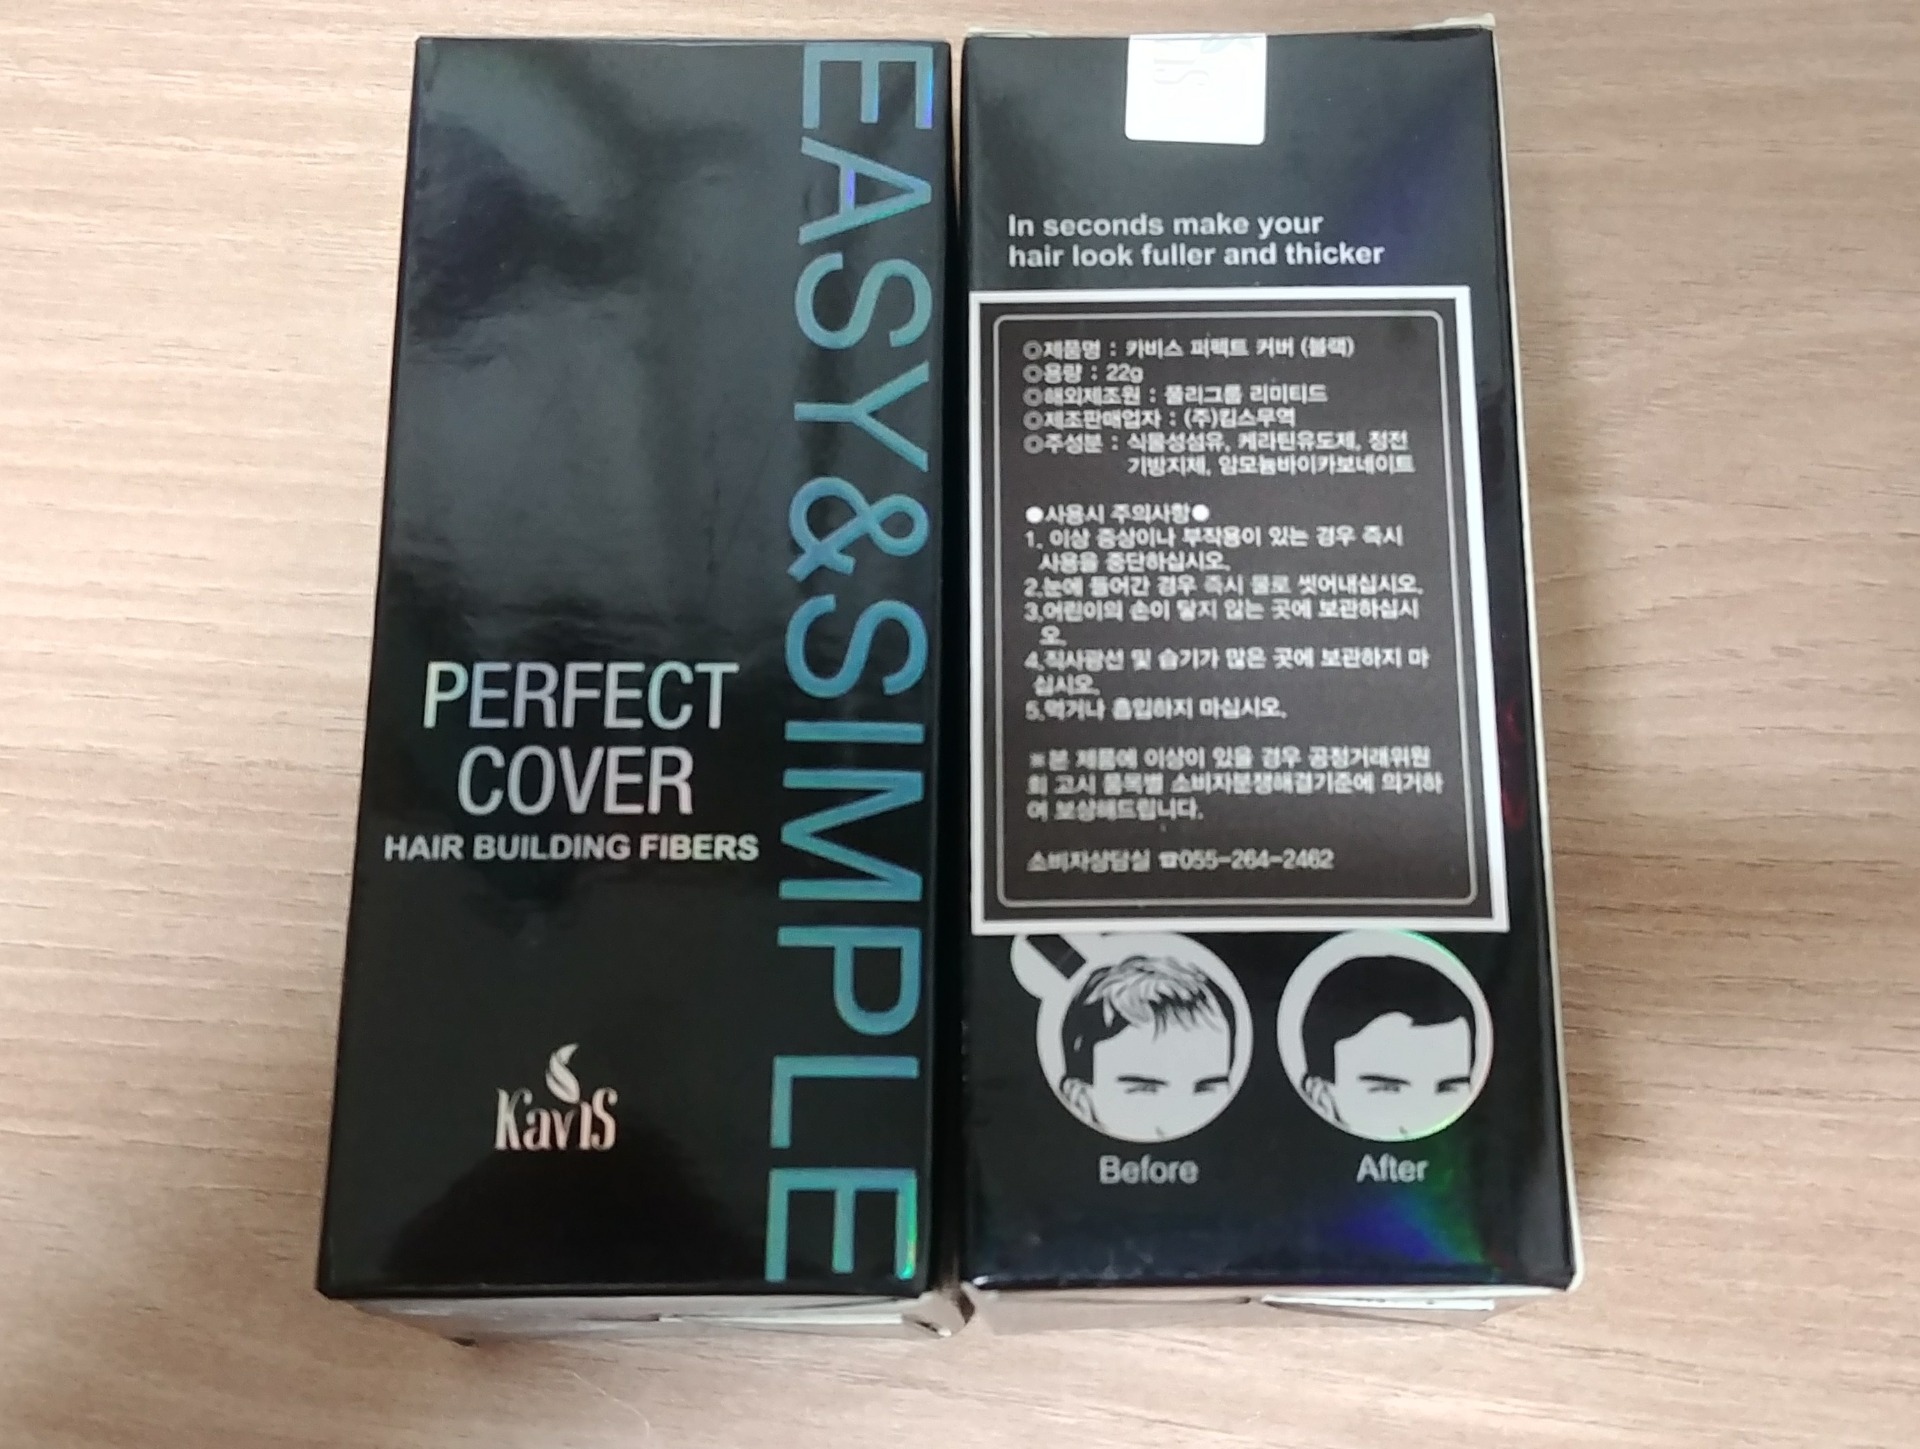 EASY&SIMPLE
PERFECT
COVER
HAIR BUILDING FIBERS
KavIS
In seconds make your
hair look fuller and thicker
◎제품명 : 카비스 퍼펙트 커버 (블랙)
◎용량 : 22g
◎해외제조원 : 폴리그룹 리미티드
◎제조판매업자 : (주)킴스무역
◎주성분 : 식물성섬유, 케라틴유도체, 정전
기방지제, 암모늄바이카보네이트
●사용시 주의사항●
1. 이상 증상이나 부작용이 있는 경우 즉시
사용을 중단하십시오.
2.눈에 들어간 경우 즉시 물로 씻어내십시오.
3.어린이의 손이 닿지 않는 곳에 보관하십시
오.
4.직사광선 및 습기가 많은 곳에 보관하지 마
십시오.
5.먹거나 흡입하지 마십시오.
※본 제품에 이상이 있을 경우 공정거래위원
회 고시 품목별 소비자분쟁해결기준에 의거하
여 보상해드립니다.
소비자상담실 ☎055-264-2462
Before
After